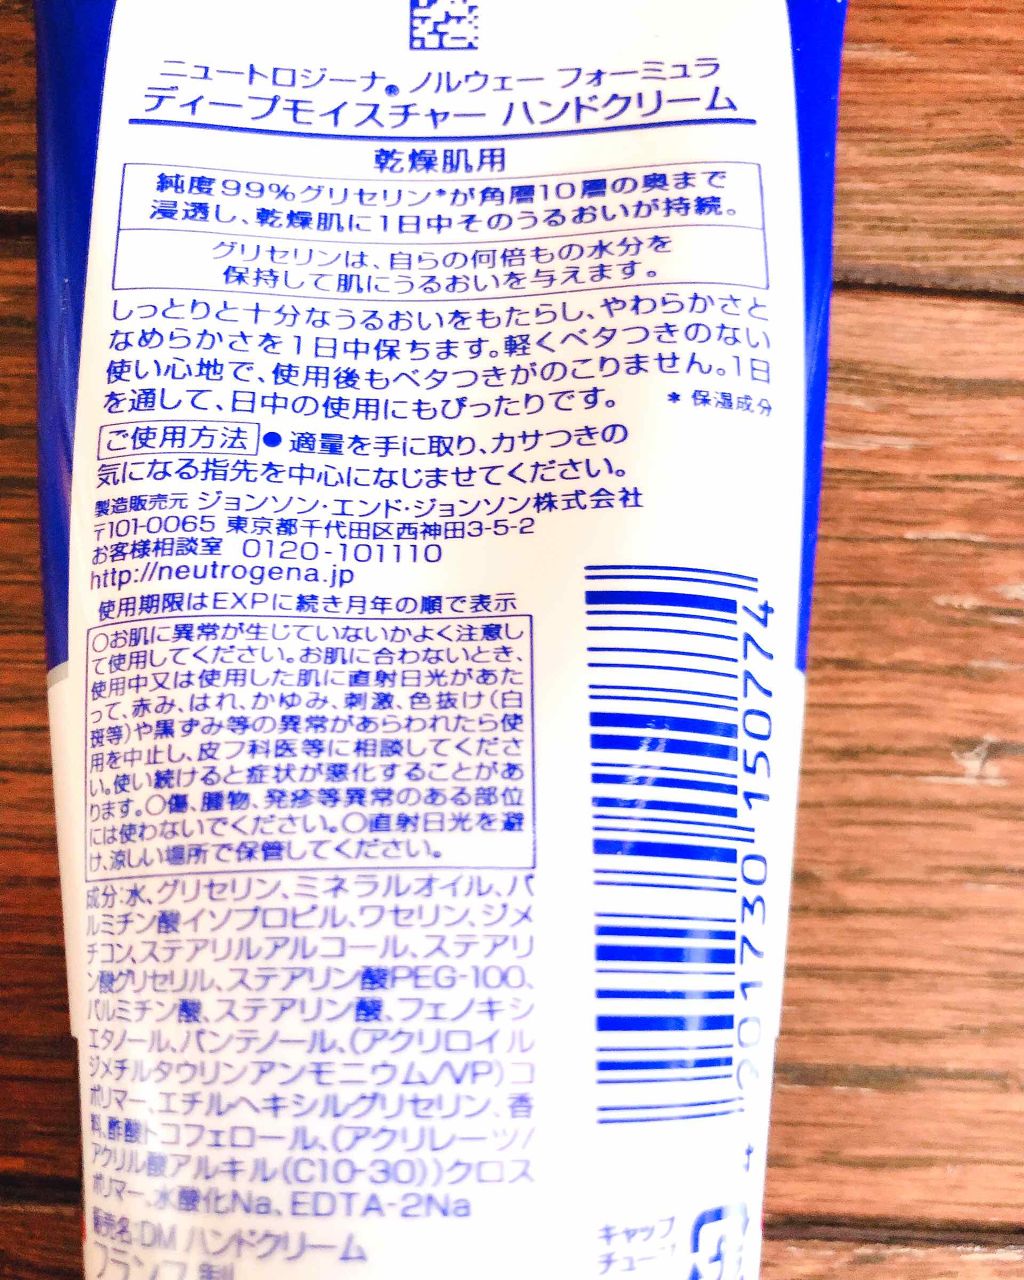 ニュートロジーナ® ノルウェー フォーミュラ
ディープモイスチャー ハンドクリーム
乾燥肌用
純度99%グリセリン*が角層10層の奥まで
浸透し、乾燥肌に1日中そのうるおいが持続。
グリセリンは、自らの何倍もの水分を
保持して肌にうるおいを与えます。
しっとりと十分なうるおいをもたらし、やわらかさと
なめらかさを1日中保ちます。軽くベタつきのない
使い心地で、使用後もベタつきがのこりません。1日
を通して、日中の使用にもぴったりです。 * 保湿成分
ご使用方法 ●適量を手に取り、カサつきの
気になる指先を中心になじませてください。
製造販売元 ジョンソン・エンド・ジョンソン株式会社
〒101-0065 東京都千代田区西神田3-5-2
お客様相談室 0120-101110
http://neutrogena.jp
使用期限はEXPに続き月年の順で表示
○お肌に異常が生じていないかよく注意し
て使用してください。お肌に合わないとき、
使用中又は使用した肌に直射日光があた
って、赤み、はれ、かゆみ、刺激、色抜け(白
斑等)や黒ずみ等の異常があらわれたら使
用を中止し、皮フ科医等に相談してくださ
い。使い続けると症状が悪化することがあ
ります。○傷、腫物、発疹等異常のある部位
には使わないでください。○直射日光を避
け、涼しい場所で保管してください。
成分:水、グリセリン、ミネラルオイル、パ
ルミチン酸イソプロピル、ワセリン、ジメ
チコン、ステアリルアルコール、ステアリ
ン酸グリセリル、ステアリン酸PEG-100、
パルミチン酸、ステアリン酸、フェノキシ
エタノール、パンテノール、(アクリロイル
ジメチルタウリンアンモニウム/VP)コ
ポリマー、エチルヘキシルグリセリン、香
料、酢酸トコフェロール、(アクリレーツ/
アクリル酸アルキル(C10-30))クロス
ポリマー、水酸化Na、EDTA-2Na
販売名:DM ハンドクリーム
フランス製
3201730150774
キャップ
チュー